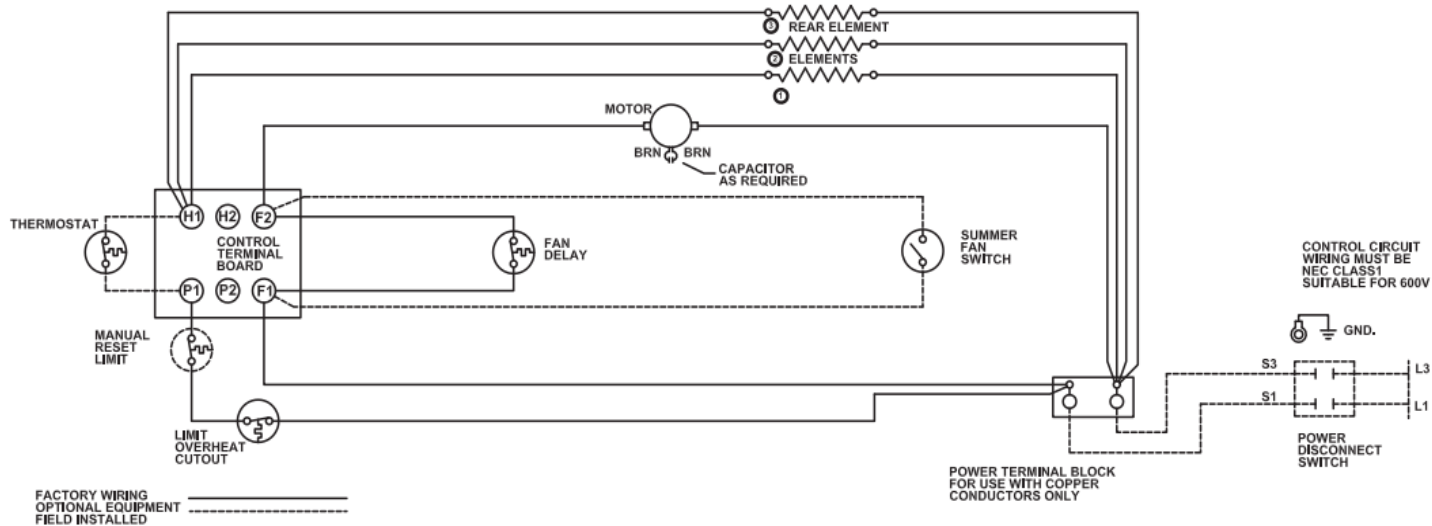 ③ REAR ELEMENT
② ELEMENTS
①
MOTOR
BRN BRN
CAPACITOR
AS REQUIRED
THERMOSTAT
H1 H2 F2
CONTROL
TERMINAL
BOARD
P1 P2 F1
FAN
DELAY
SUMMER
FAN
SWITCH
CONTROL CIRCUIT
WIRING MUST BE
NEC CLASS1
SUITABLE FOR 600V
GND.
MANUAL
RESET
LIMIT
S3 L3
S1 L1
LIMIT
OVERHEAT
CUTOUT
POWER
DISCONNECT
SWITCH
POWER TERMINAL BLOCK
FOR USE WITH COPPER
CONDUCTORS ONLY
FACTORY WIRING
OPTIONAL EQUIPMENT
FIELD INSTALLED